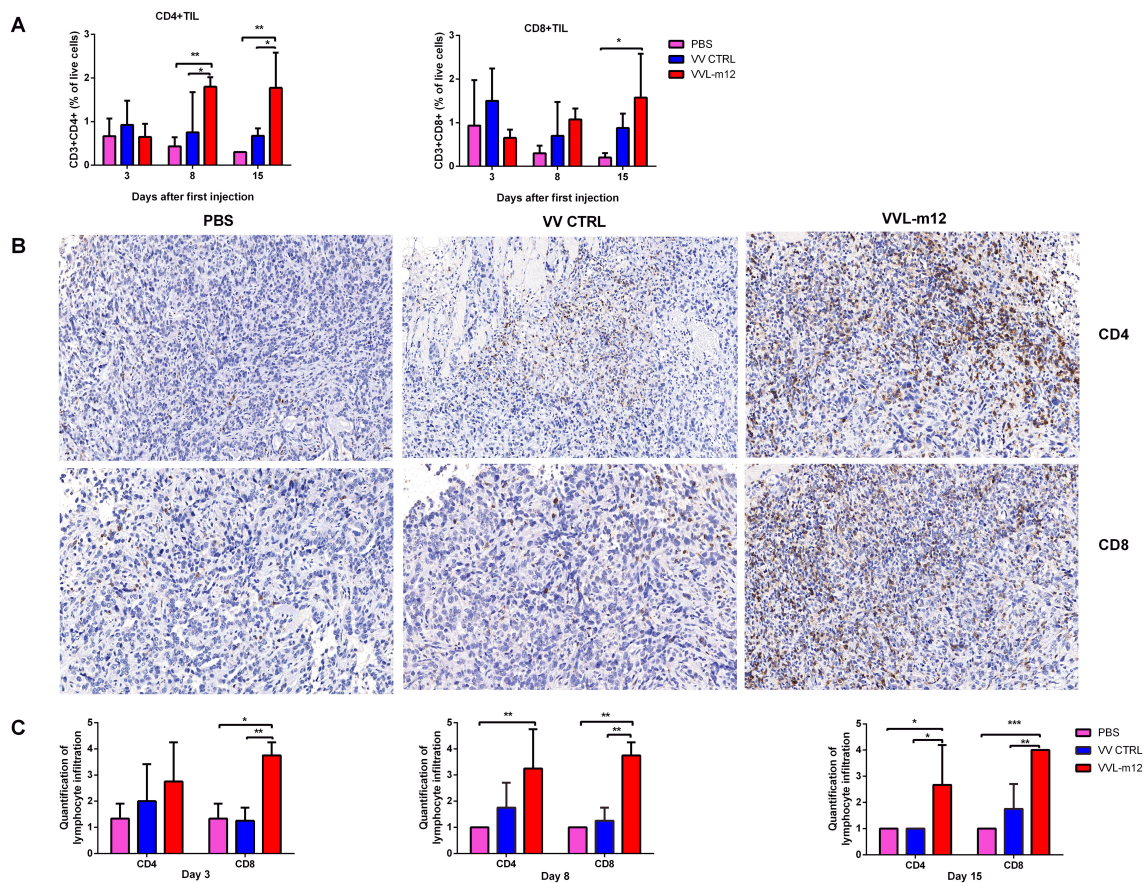 A
CD4+TIL
CD3+CD4+ (% of live cells)
3
2
1
0
**
*
**
*
3 8 15
Days after first injection
CD8+TIL
CD3+CD8+ (% of live cells)
3
2
1
0
*
3 8 15
Days after first injection
PBS
VV CTRL
VVL-m12
B
PBS VV CTRL VVL-m12
CD4
CD8
C
Quantification of
lymphocyte infiltration
5
4
3
2
1
0
*
**
CD4 CD8
Day 3
Quantification of
lymphocyte infiltration
5
4
3
2
1
0
**
**
**
CD4 CD8
Day 8
Quantification of
lymphocyte infiltration
5
4
3
2
1
0
*
*
***
**
CD4 CD8
Day 15
PBS
VV CTRL
VVL-m12